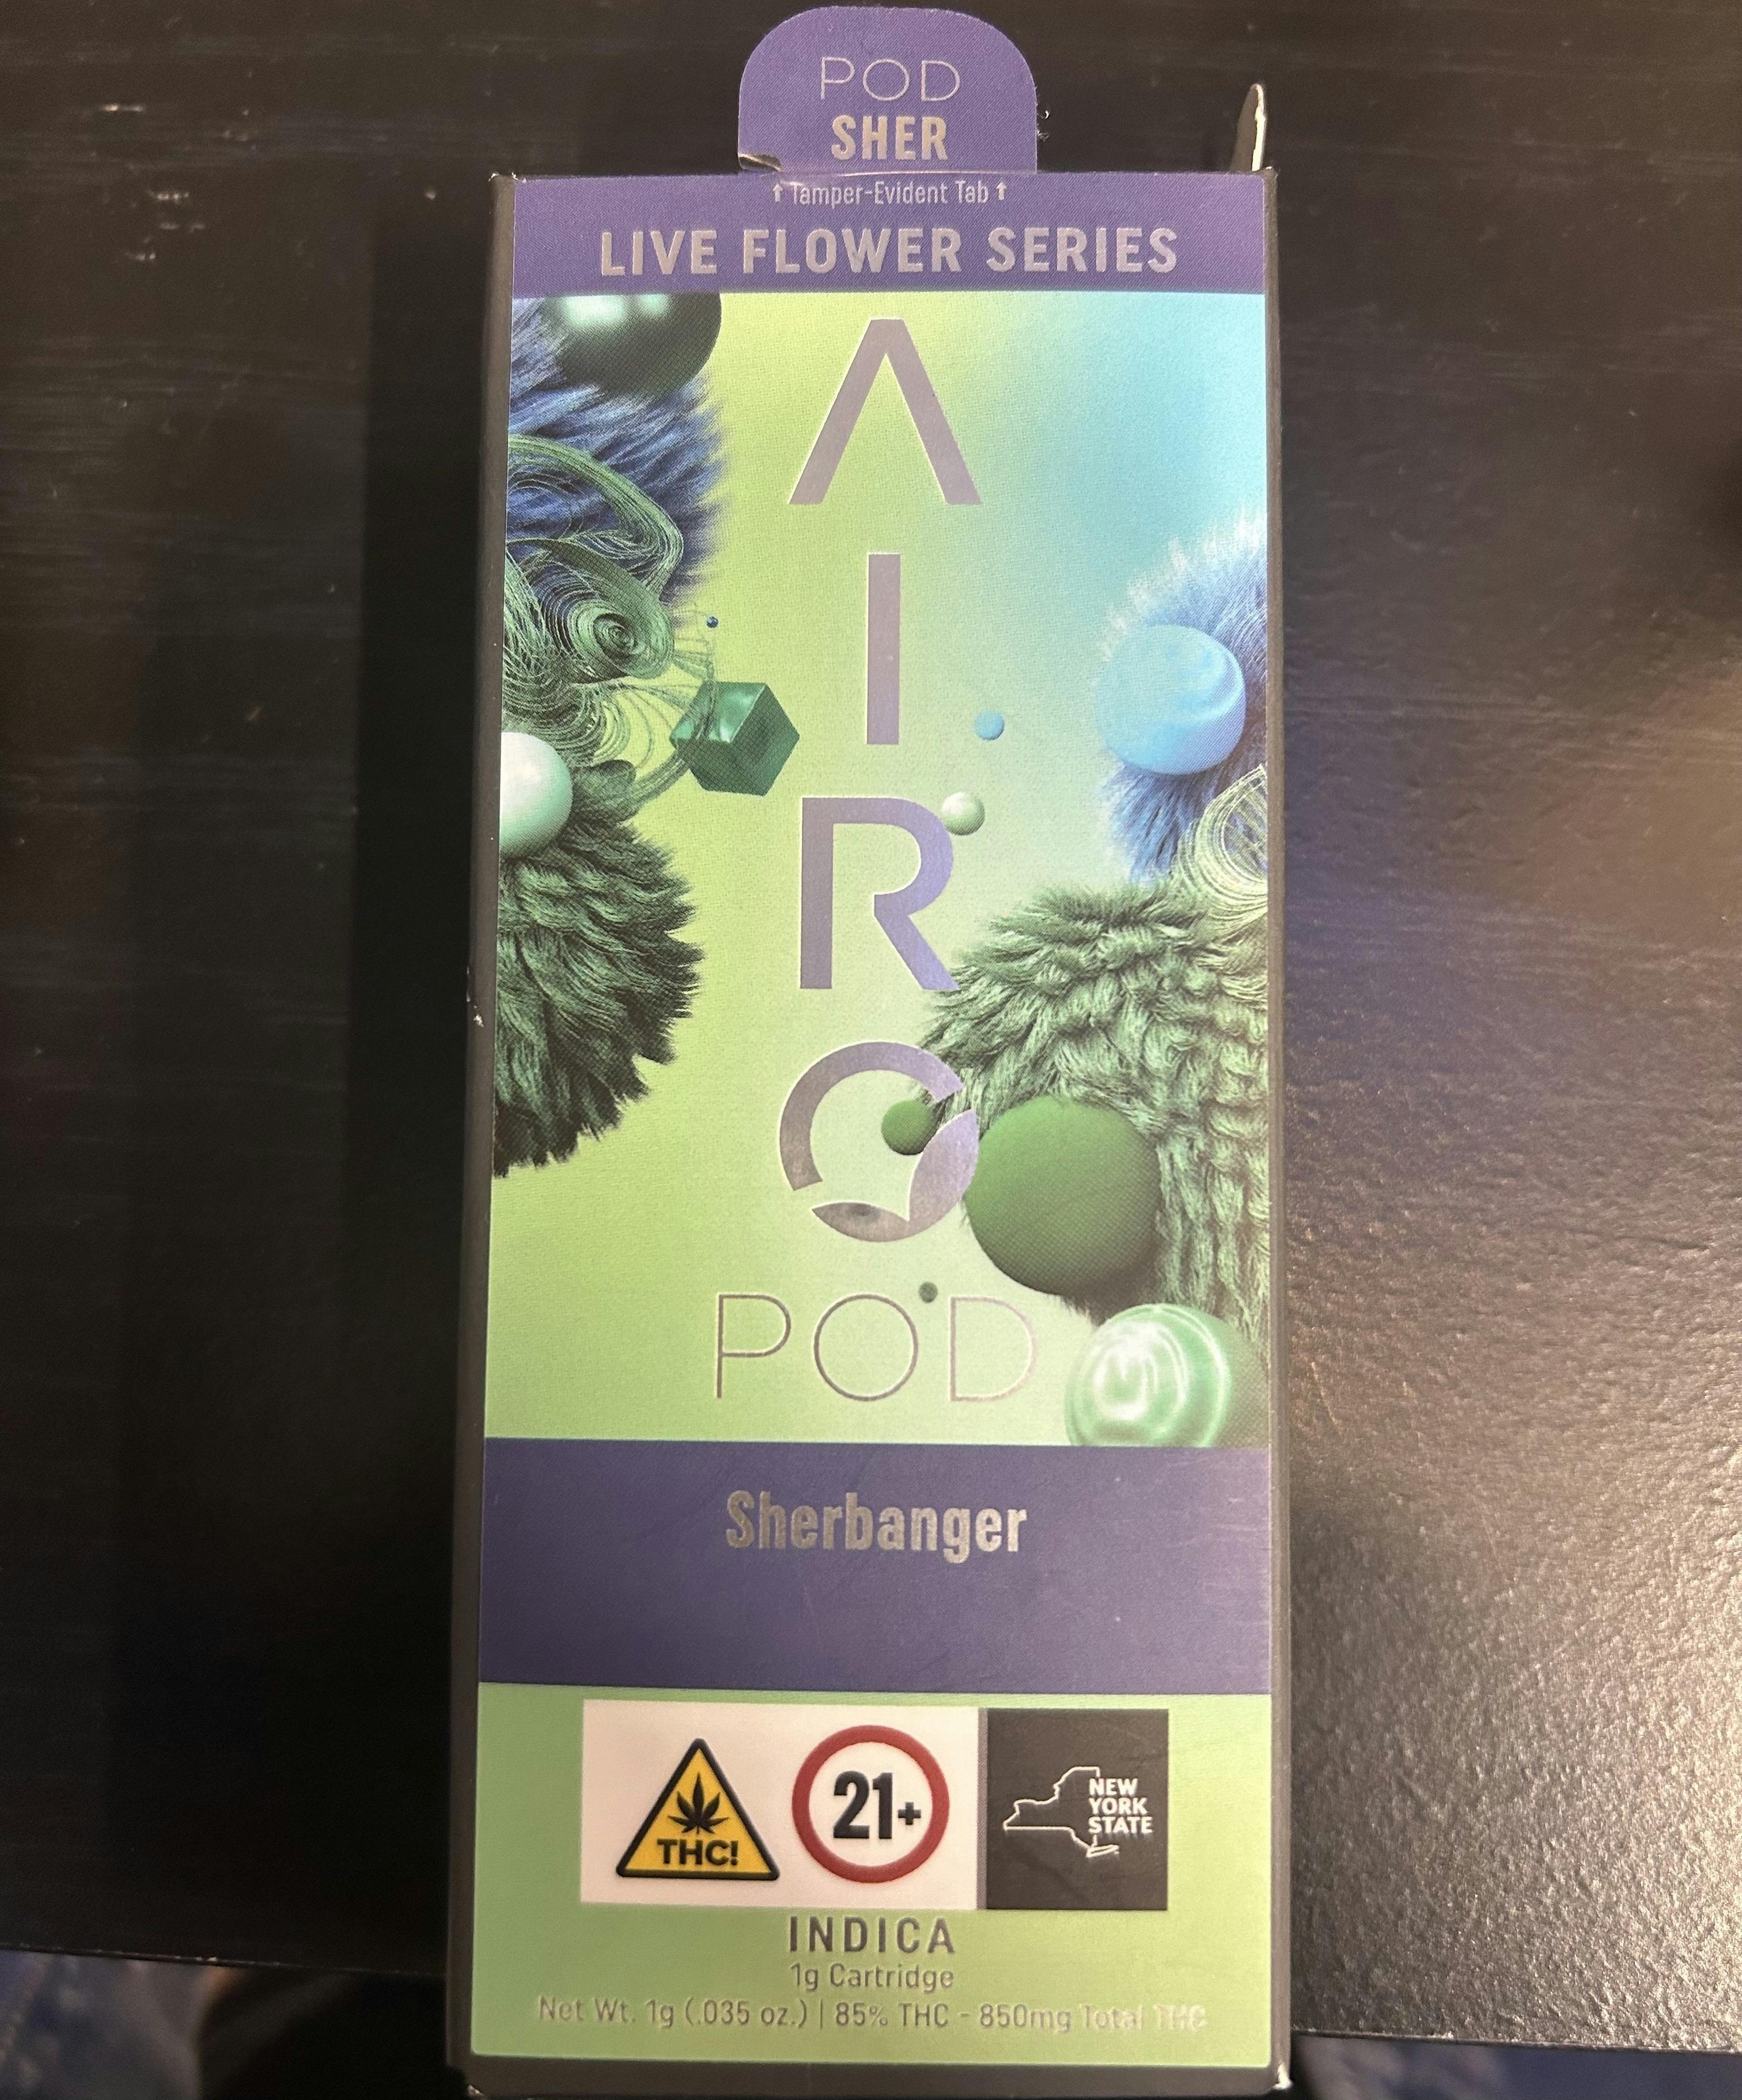 POD
SHER
↑ Tamper-Evident Tab ↑
LIVE FLOWER SERIES
AIRO
POD
Sherbanger
THC!
21+
NEW
YORK
STATE
INDICA
1g Cartridge
Net Wt. 1g (.035 oz.) | 85% THC - 850mg Total THC